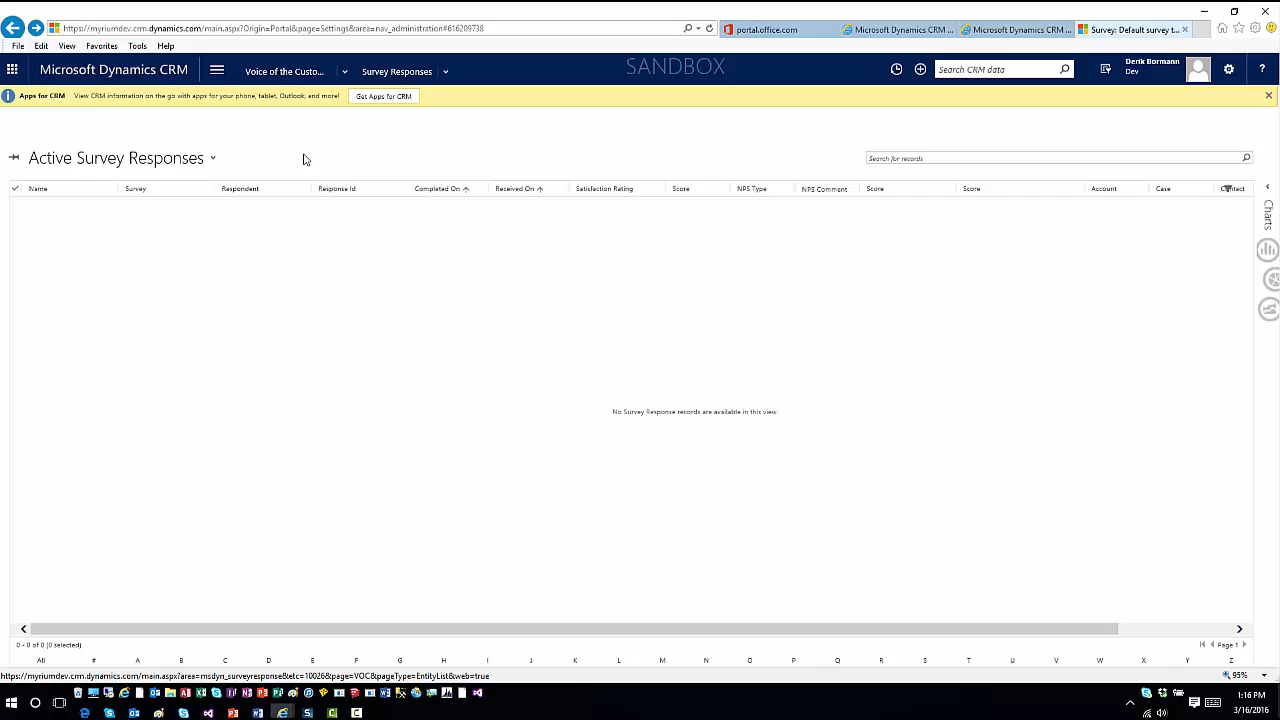 https://myriumdev.crm.dynamics.com/main.aspx?Origin=Portal&page=Settings&area=nav_administration#616209738
portal.office.com
Microsoft Dynamics CRM ...
Microsoft Dynamics CRM ...
Survey: Default survey t...
File Edit View Favorites Tools Help
Microsoft Dynamics CRM
Voice of the Custo...
Survey Responses
SANDBOX
Search CRM data
Derik Bormann
Dev
?
Apps for CRM View CRM information on the go with apps for your phone, tablet, Outlook, and more! Get Apps for CRM
Active Survey Responses
Search for records
Name Survey Respondent Response Id Completed On Received On Satisfaction Rating Score NPS Type NPS Comment Score Score Account Case Contact
Charts
No Survey Response records are available in this view.
0 - 0 of 0 (0 selected)
Page 1
All # A B C D E F G H I J K L M N O P Q R S T U V W X Y Z
https://myriumdev.crm.dynamics.com/main.aspx?area=msdyn_surveyresponse&etc=10026&page=VOC&pageType=EntityList&web=true
95%
1:16 PM
3/16/2016